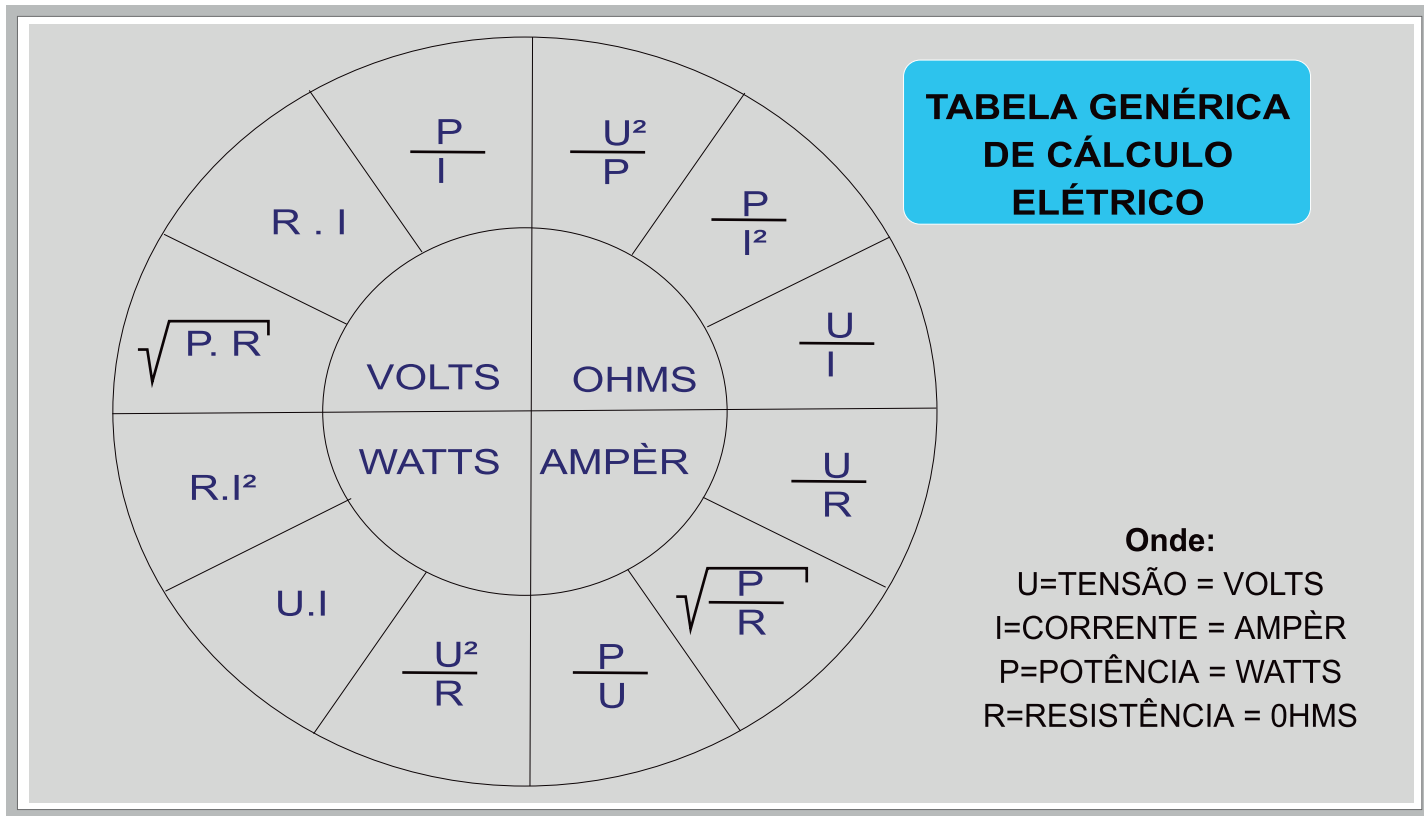 TABELA GENÉRICA
DE CÁLCULO
ELÉTRICO
P
I
U²
P
P
I²
R . I
√P. R
U
I
VOLTS
OHMS
WATTS
AMPÈR
R.I²
U
R
U.I
√P
R
U²
R
P
U
Onde:
U=TENSÃO = VOLTS
I=CORRENTE = AMPÈR
P=POTÊNCIA = WATTS
R=RESISTÊNCIA = 0HMS